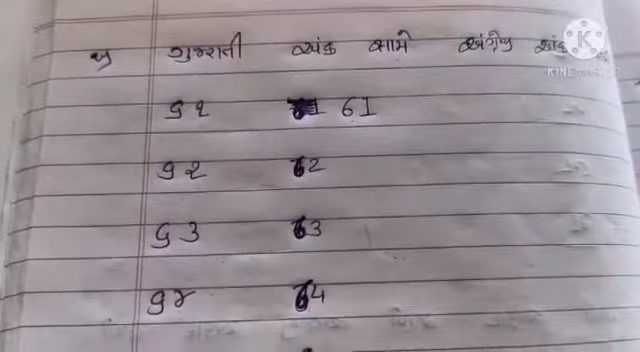 ગુજરાતી અંક સામે અંગ્રેજી અંક
૬૧ 61
૬૨ 62
૬૩ 63
૬૪ 64